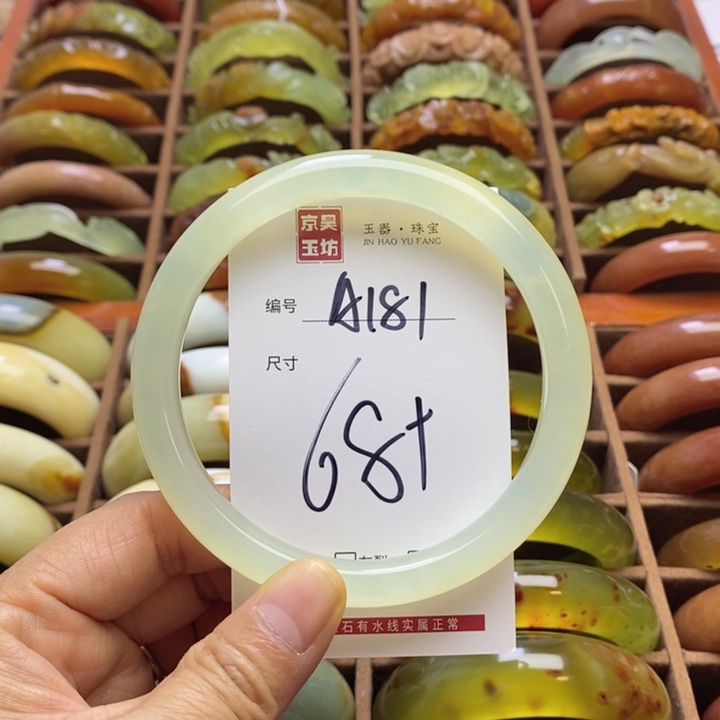 京昊
玉坊
玉器·珠宝
JIN HAO YU FANG
编号 A181
尺寸
68+
石有水线实属正常